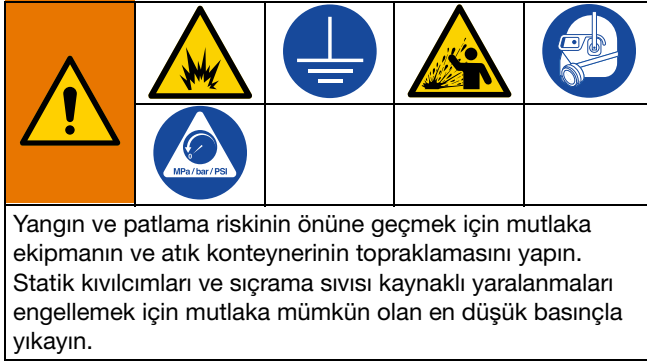 0
MPa/bar/PSI
Yangın ve patlama riskinin önüne geçmek için mutlaka
ekipmanın ve atık konteynerinin topraklamasını yapın.
Statik kıvılcımları ve sıçrama sıvısı kaynaklı yaralanmaları
engellemek için mutlaka mümkün olan en düşük basınçla
yıkayın.